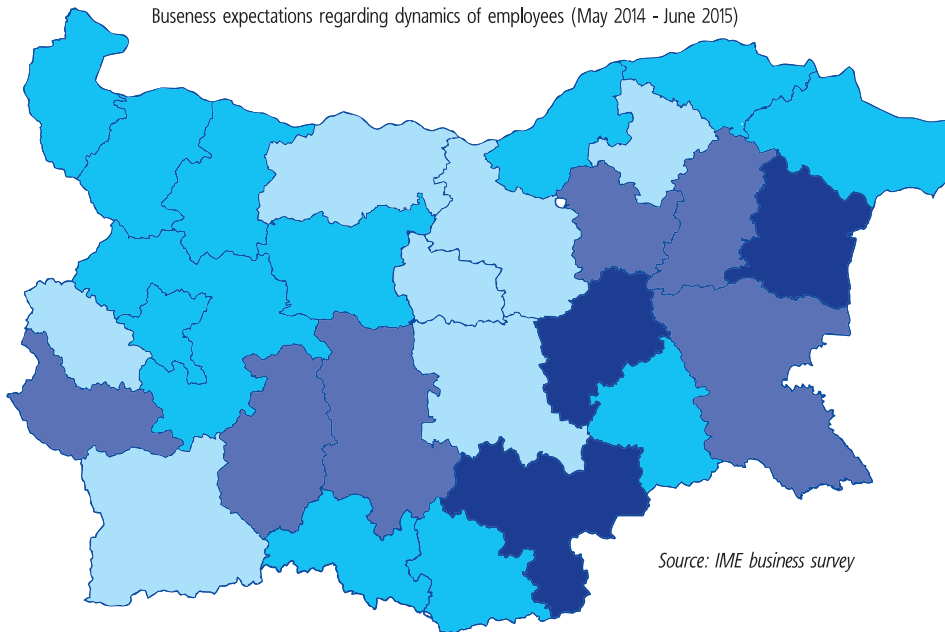 Buseness expectations regarding dynamics of employees (May 2014 - June 2015)
Source: IME business survey